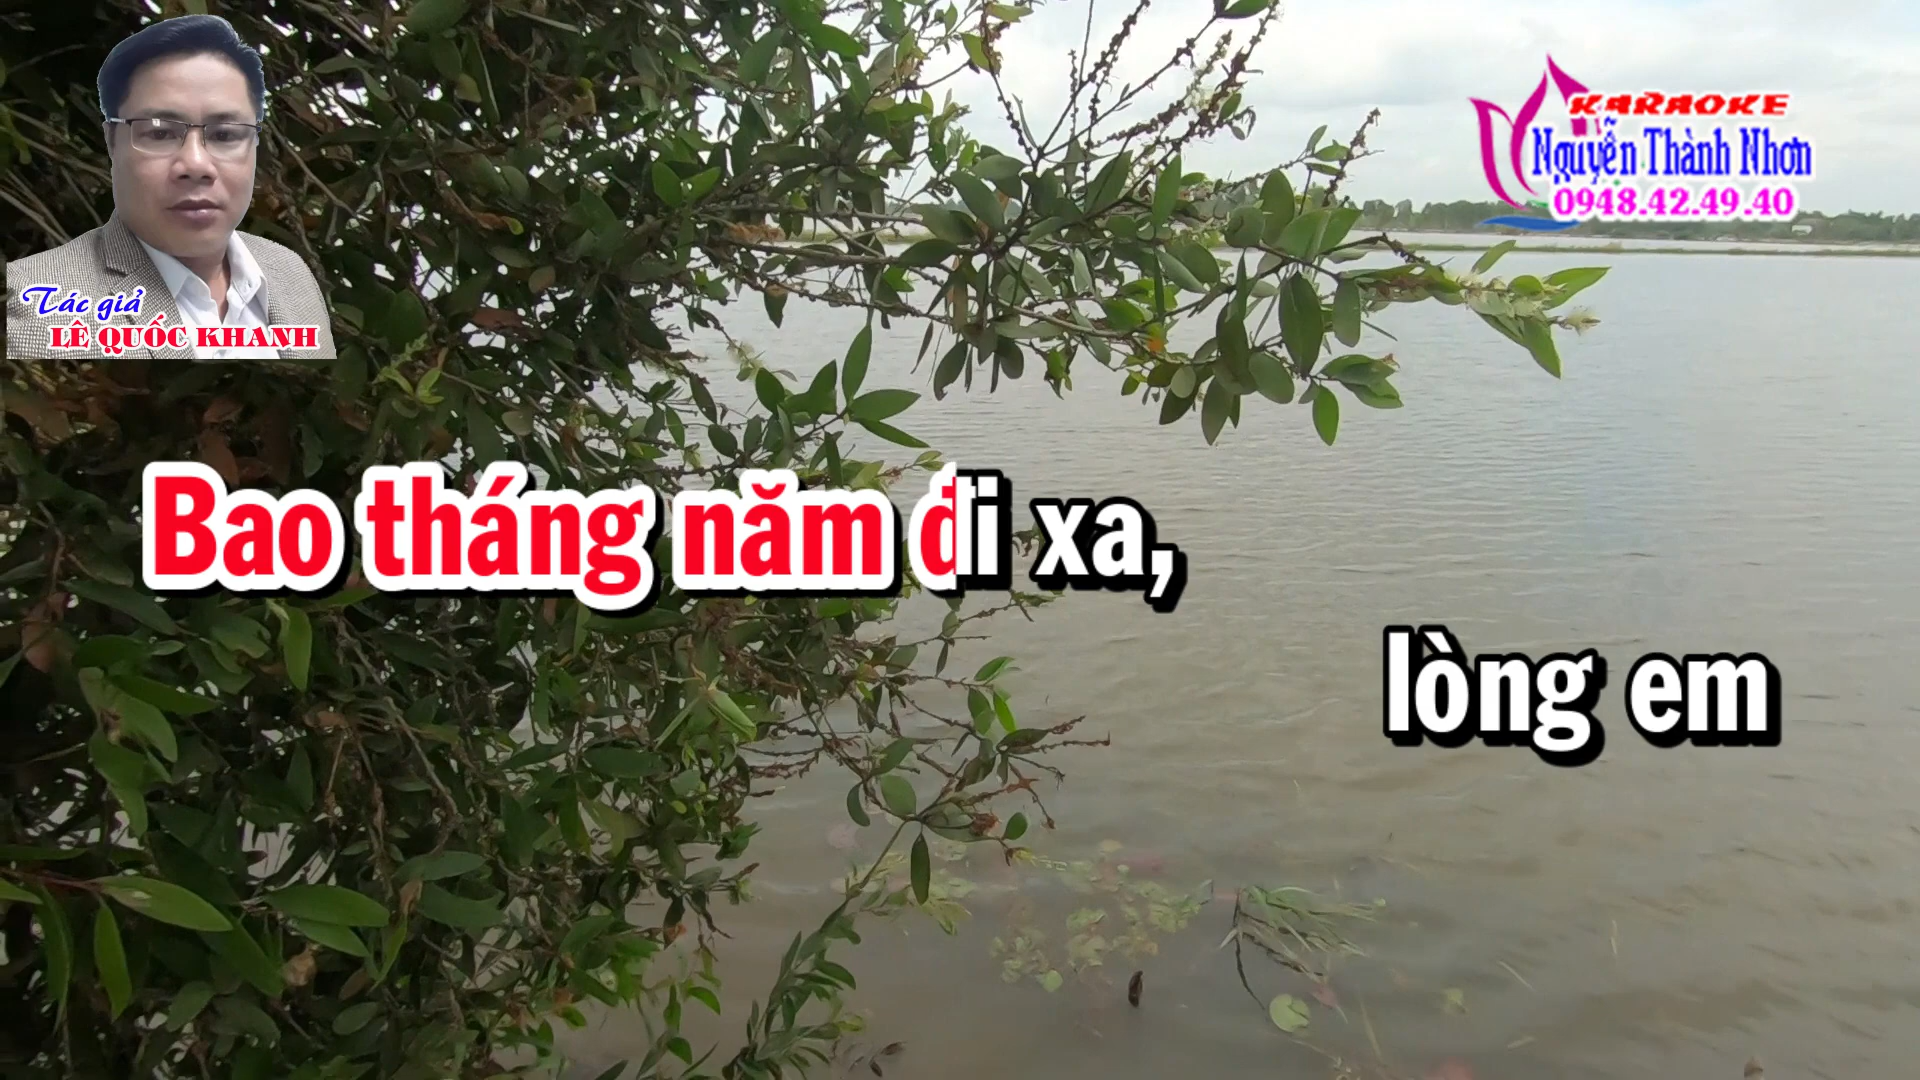 KARAOKE
Nguyễn Thành Nhơn
0948.42.49.40
Tác giả
LÊ QUỐC KHANH
Bao tháng năm đi xa,
lòng em